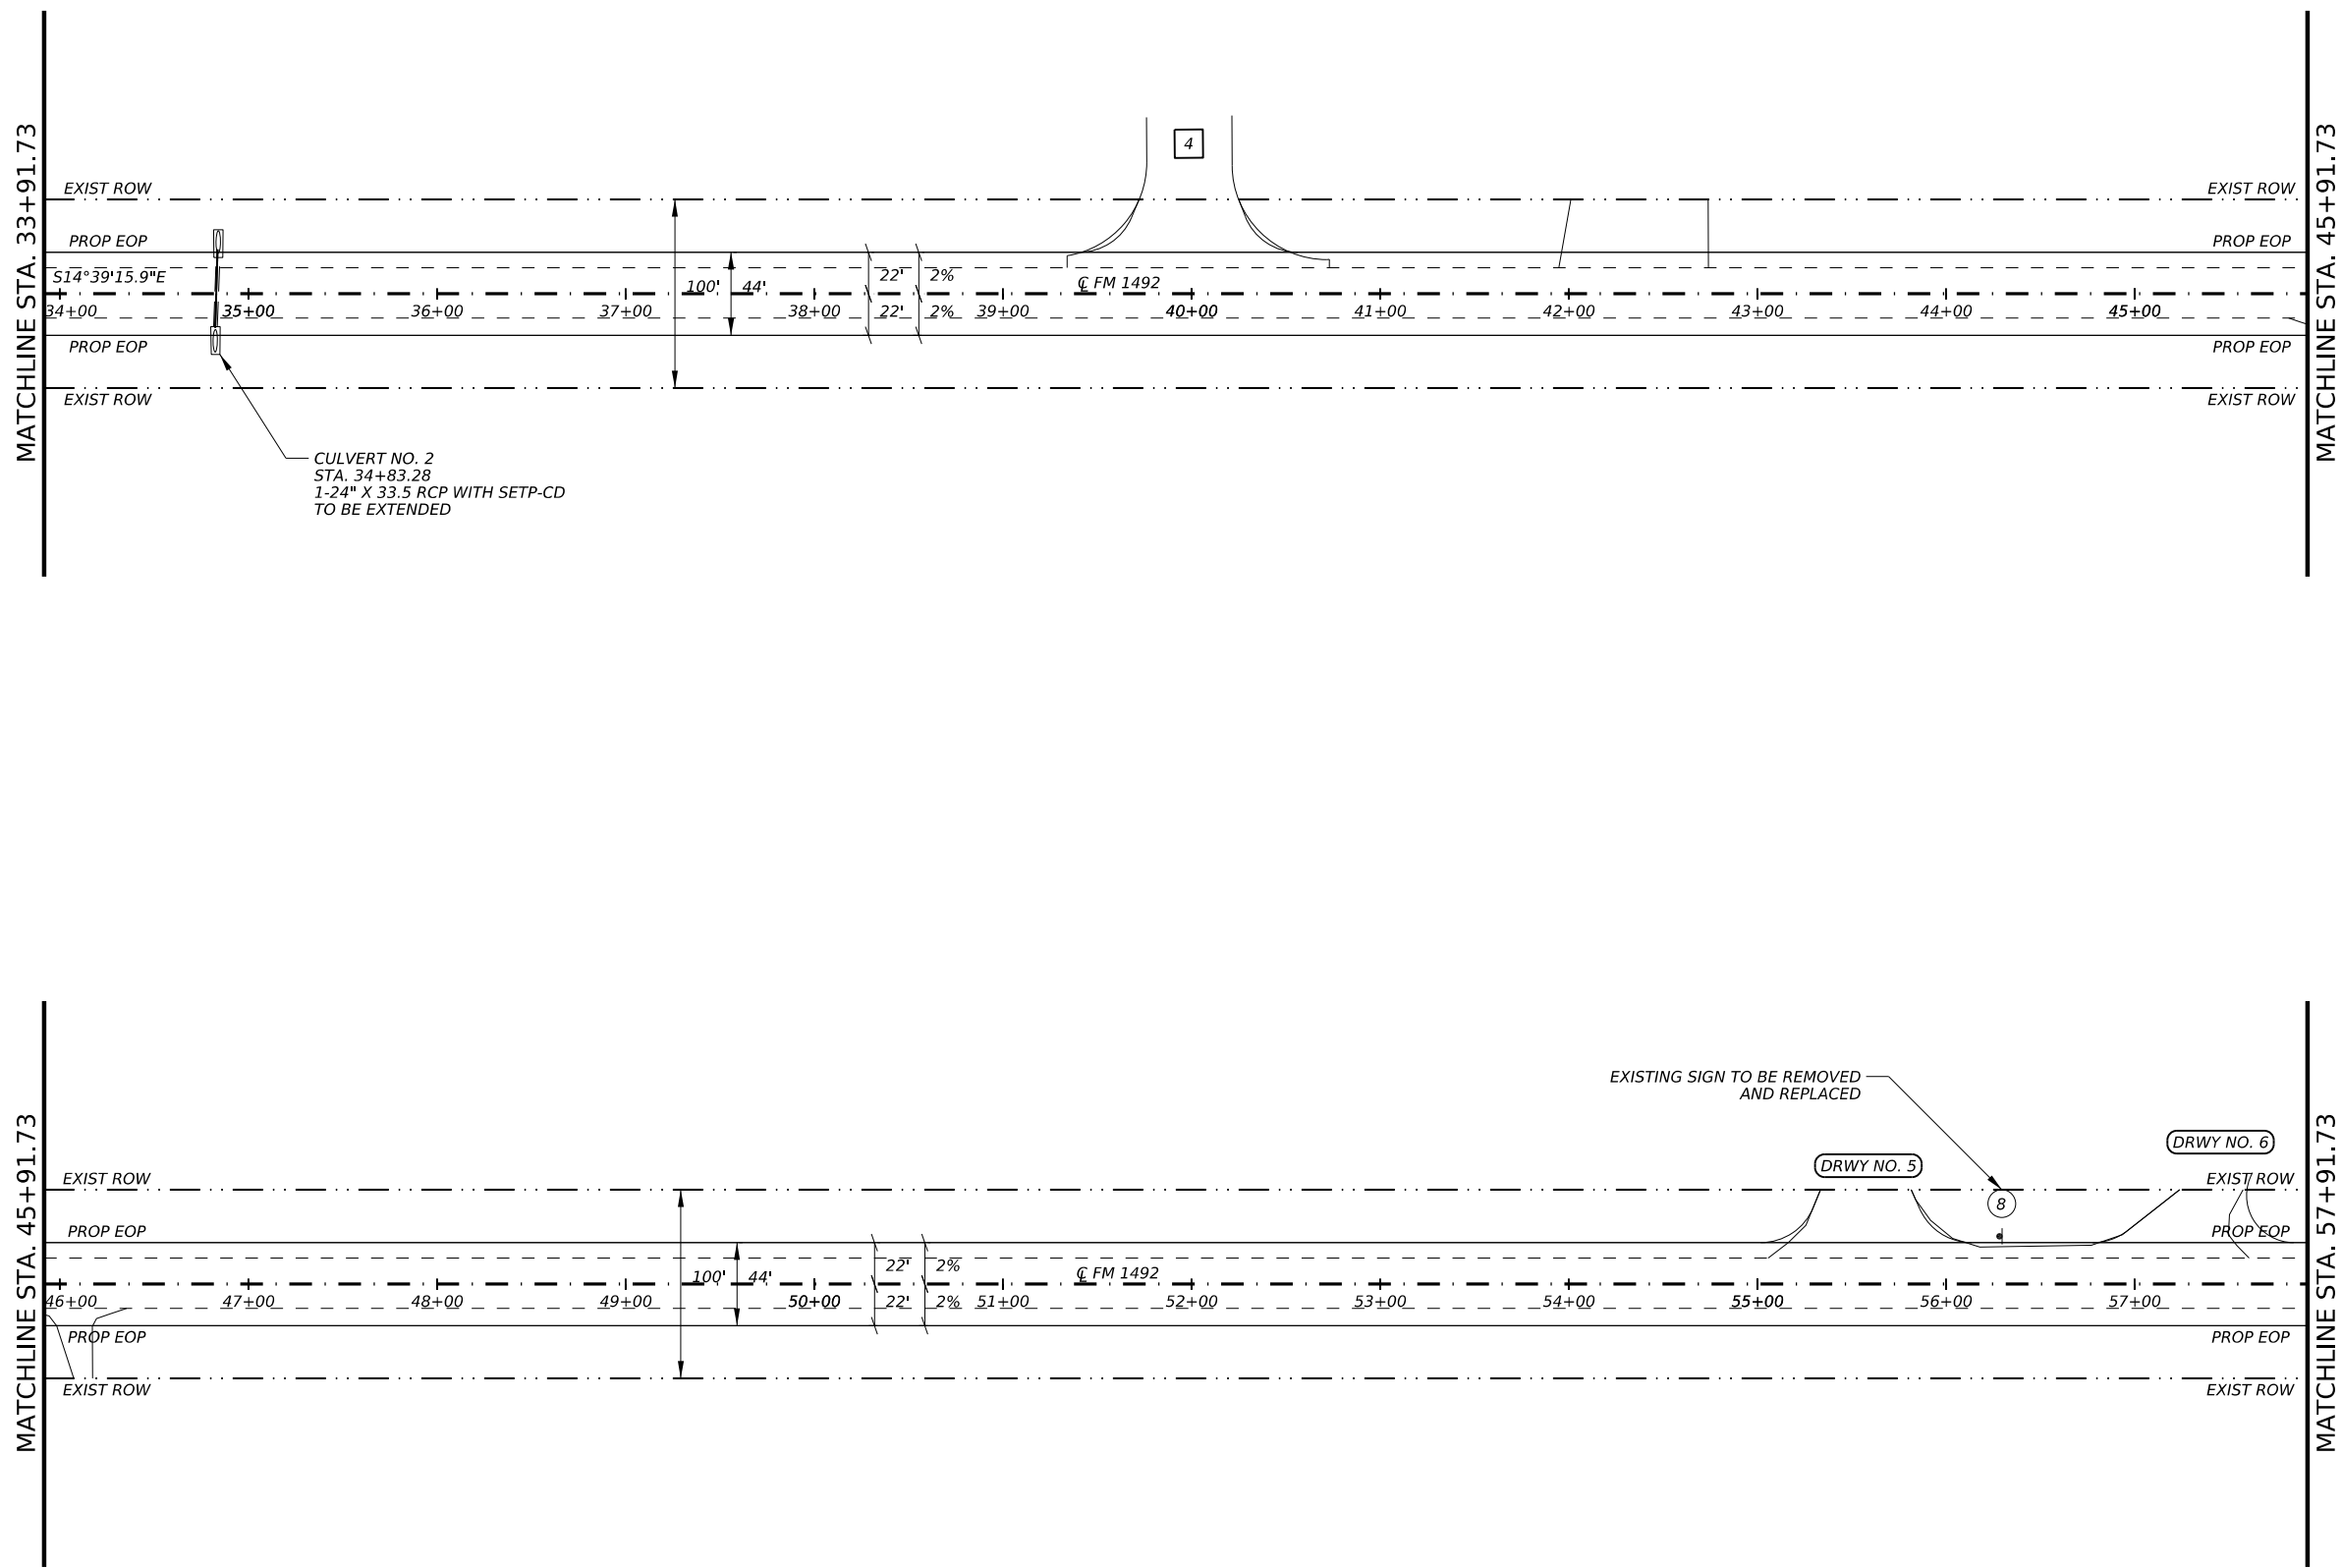 MATCHLINE STA. 33+91.73
MATCHLINE STA. 45+91.73
4
EXIST ROW
EXIST ROW
PROP EOP
PROP EOP
S14°39'15.9"E
100'
44'
22'
2%
℄ FM 1492
34+00
35+00
36+00
37+00
38+00
22'
2%
39+00
40+00
41+00
42+00
43+00
44+00
45+00
PROP EOP
PROP EOP
EXIST ROW
EXIST ROW
CULVERT NO. 2
STA. 34+83.28
1-24" X 33.5 RCP WITH SETP-CD
TO BE EXTENDED
MATCHLINE STA. 45+91.73
MATCHLINE STA. 57+91.73
EXISTING SIGN TO BE REMOVED
AND REPLACED
DRWY NO. 6
DRWY NO. 5
EXIST ROW
EXIST ROW
8
PROP EOP
PROP EOP
100'
44'
22'
2%
℄ FM 1492
46+00
47+00
48+00
49+00
50+00
22'
2%
51+00
52+00
53+00
54+00
55+00
56+00
57+00
PROP EOP
PROP EOP
EXIST ROW
EXIST ROW